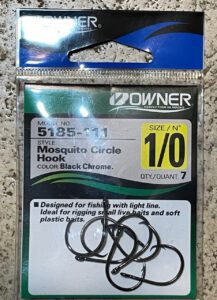 OWNER
MODEL NO.
5185-111
STYLE
Mosquito Circle
Hook
COLOR Black Chrome.
SIZE / N°
1/0
QTY/QUANT. 7
■ Designed for fishing with light line.
Ideal for rigging small live baits and soft
plastic baits.